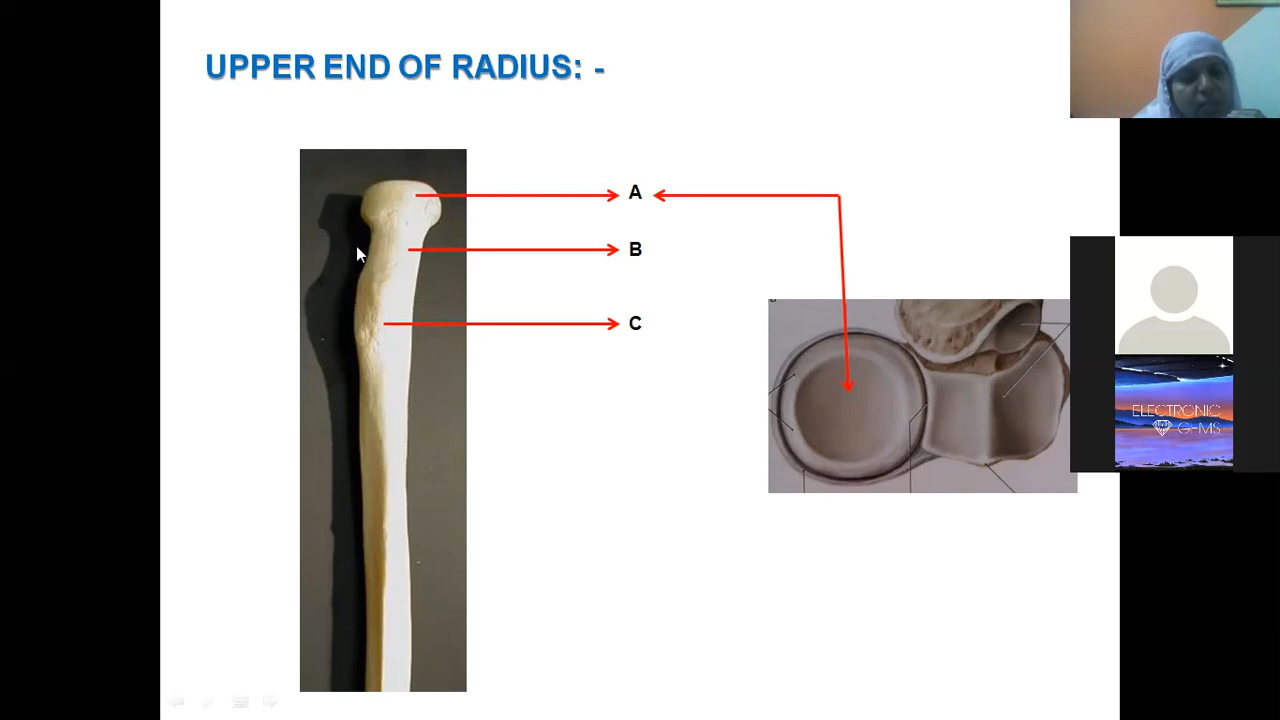 UPPER END OF RADIUS: -
A
B
C
ELECTRONIC
GEMS